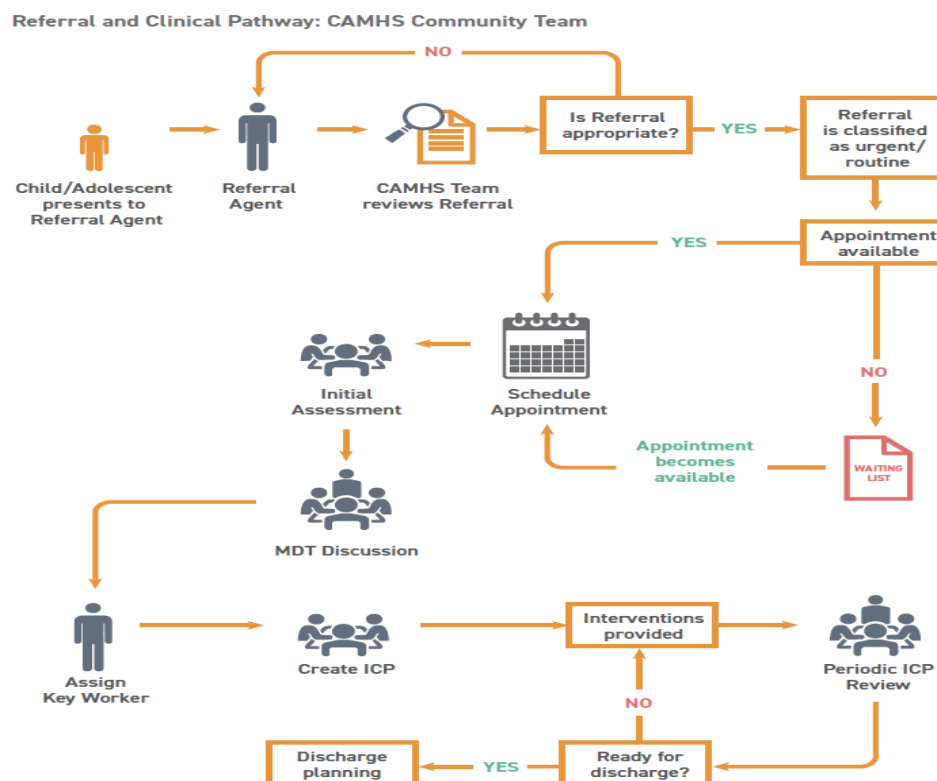 Referral and Clinical Pathway: CAMHS Community Team
NO
Is Referral
appropriate?
YES
Referral
is classified
as urgent/
routine
Child/Adolescent
presents to
Referral Agent
Referral
Agent
CAMHS Team
reviews Referral
YES
Appointment
available
NO
Initial
Assessment
Schedule
Appointment
Appointment
becomes
available
WAITING
LIST
MDT Discussion
Assign
Key Worker
Create ICP
Interventions
provided
Periodic ICP
Review
NO
Discharge
planning
YES
Ready for
discharge?